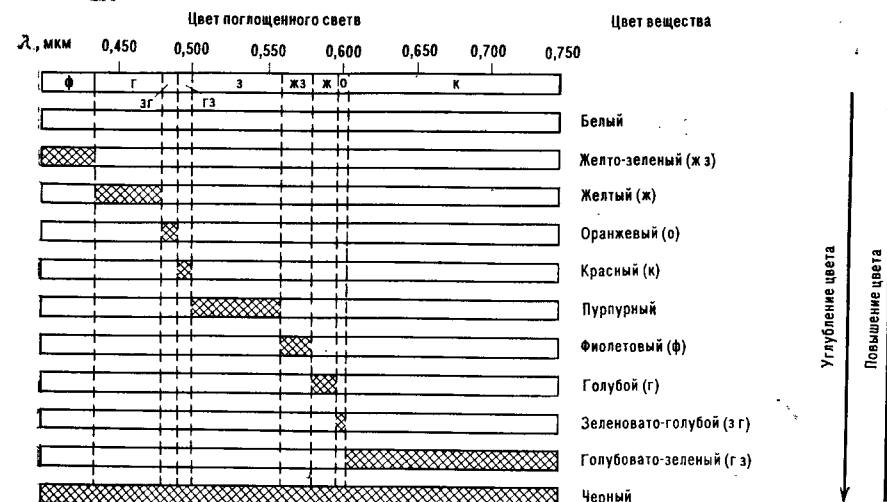 Цвет поглощенного светв
Цвет вещества
λ, мкм 0,450 0,500 0,550 0,600 0,650 0,700 0,750
ф г з жз ж о к
зг гз
Белый
Желто-зеленый (ж з)
Желтый (ж)
Оранжевый (о)
Красный (к)
Пурпурный
Фиолетовый (ф)
Голубой (г)
Зеленовато-голубой (з г)
Голубовато-зеленый (г з)
Черный
Углубление цвета
Повышение цвета